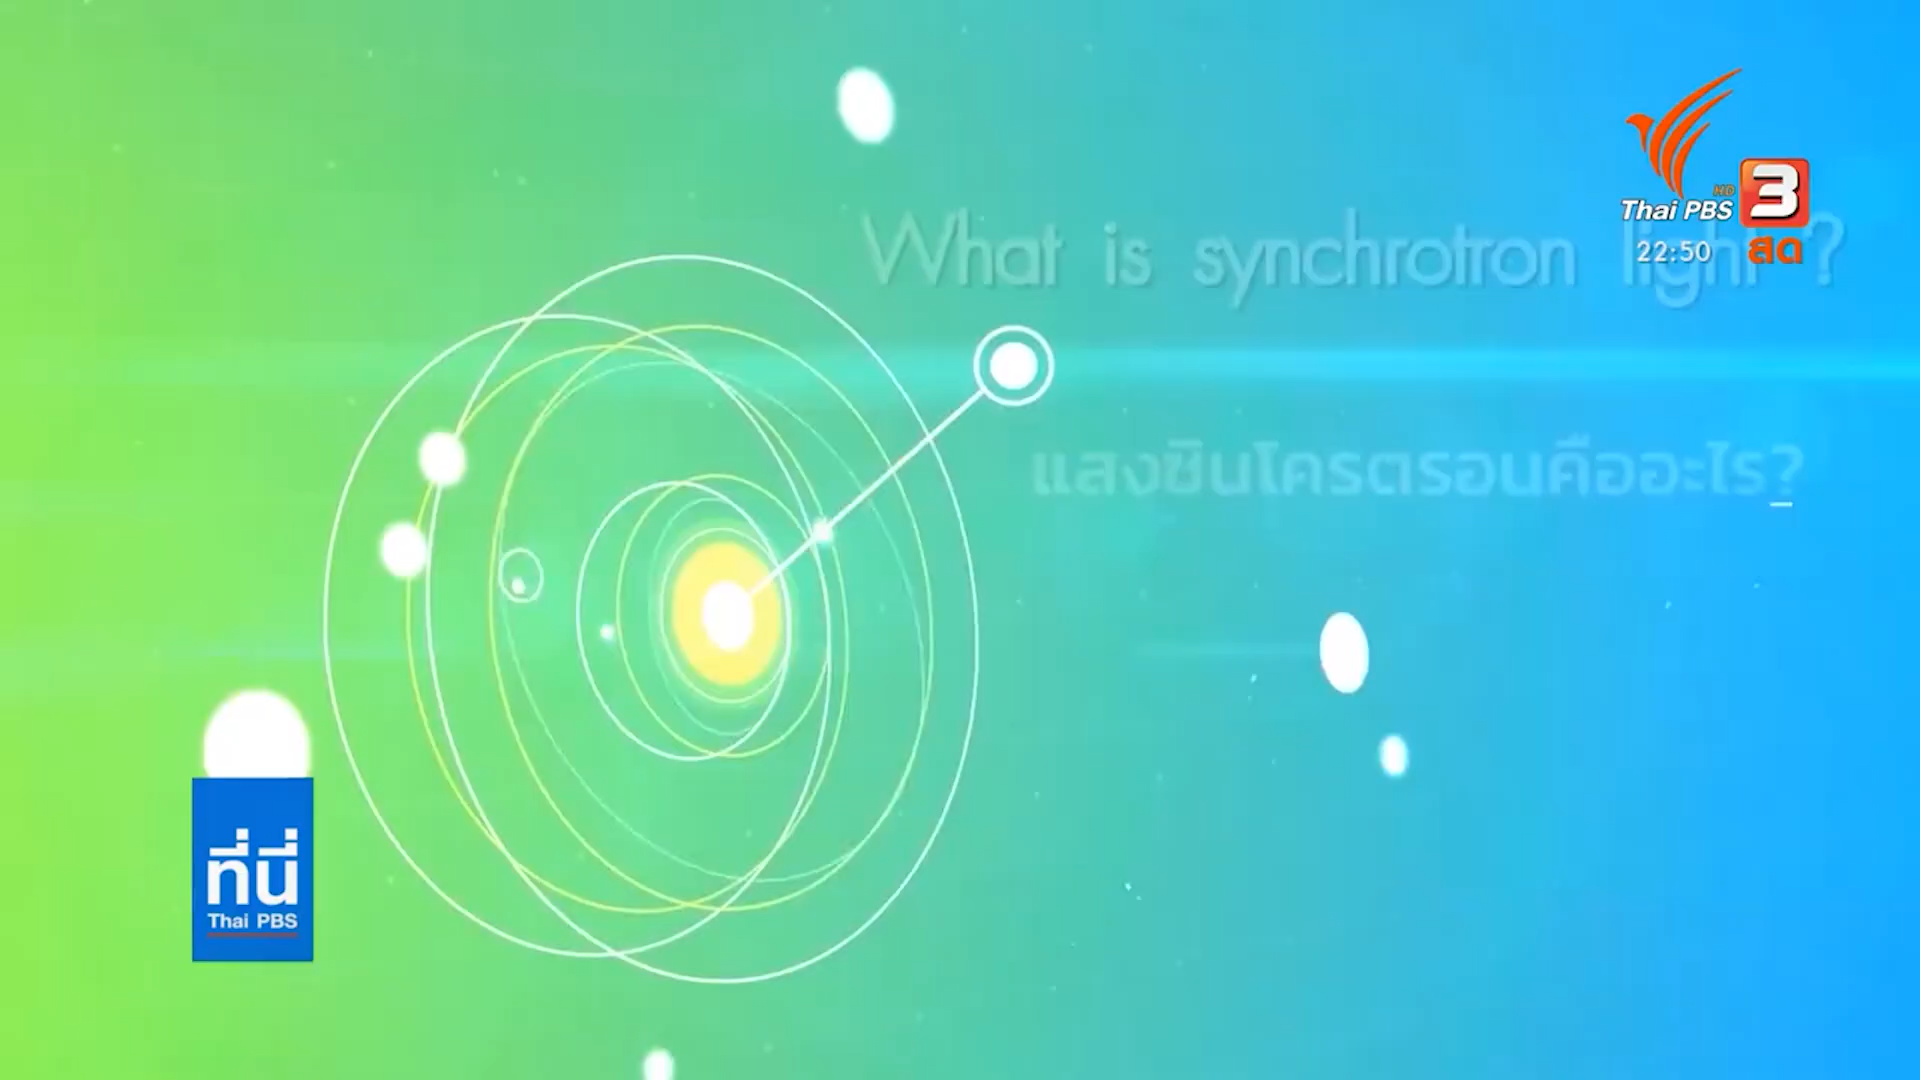 Thai PBS
HD
3
22:50
สด
What is synchrotron light ?
แสงซินโครตรอนคืออะไร?
ที่นี่
Thai PBS